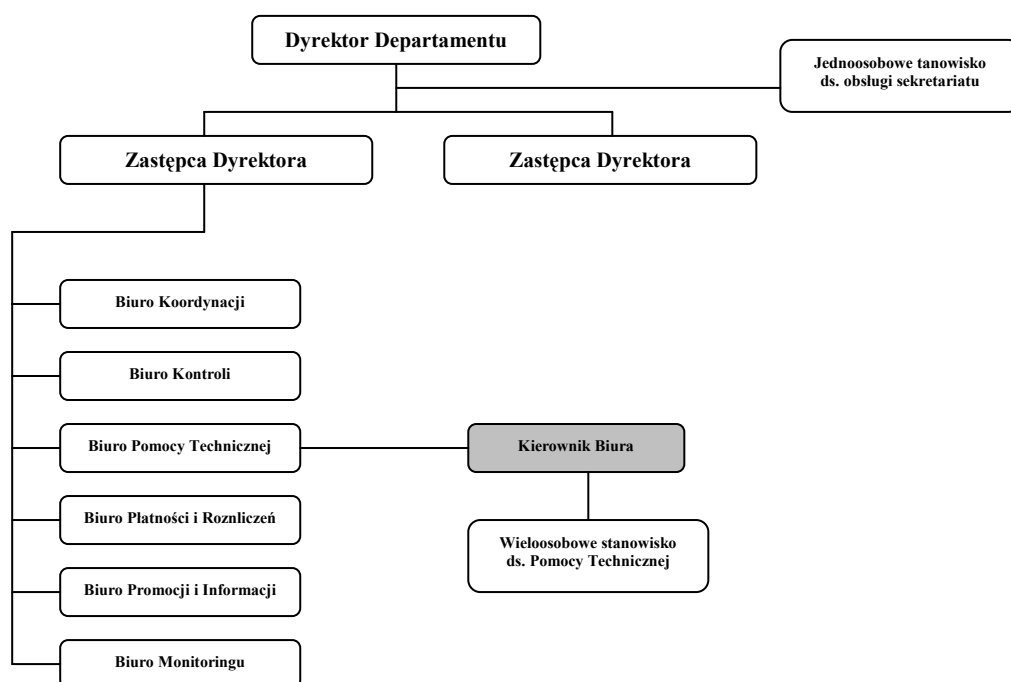 Dyrektor Departamentu
Jednoosobowe tanowisko
ds. obsługi sekretariatu
Zastępca Dyrektora
Zastępca Dyrektora
Biuro Koordynacji
Biuro Kontroli
Biuro Pomocy Technicznej
Kierownik Biura
Biuro Płatności i Roznliczeń
Wieloosobowe stanowisko
ds. Pomocy Technicznej
Biuro Promocji i Informacji
Biuro Monitoringu